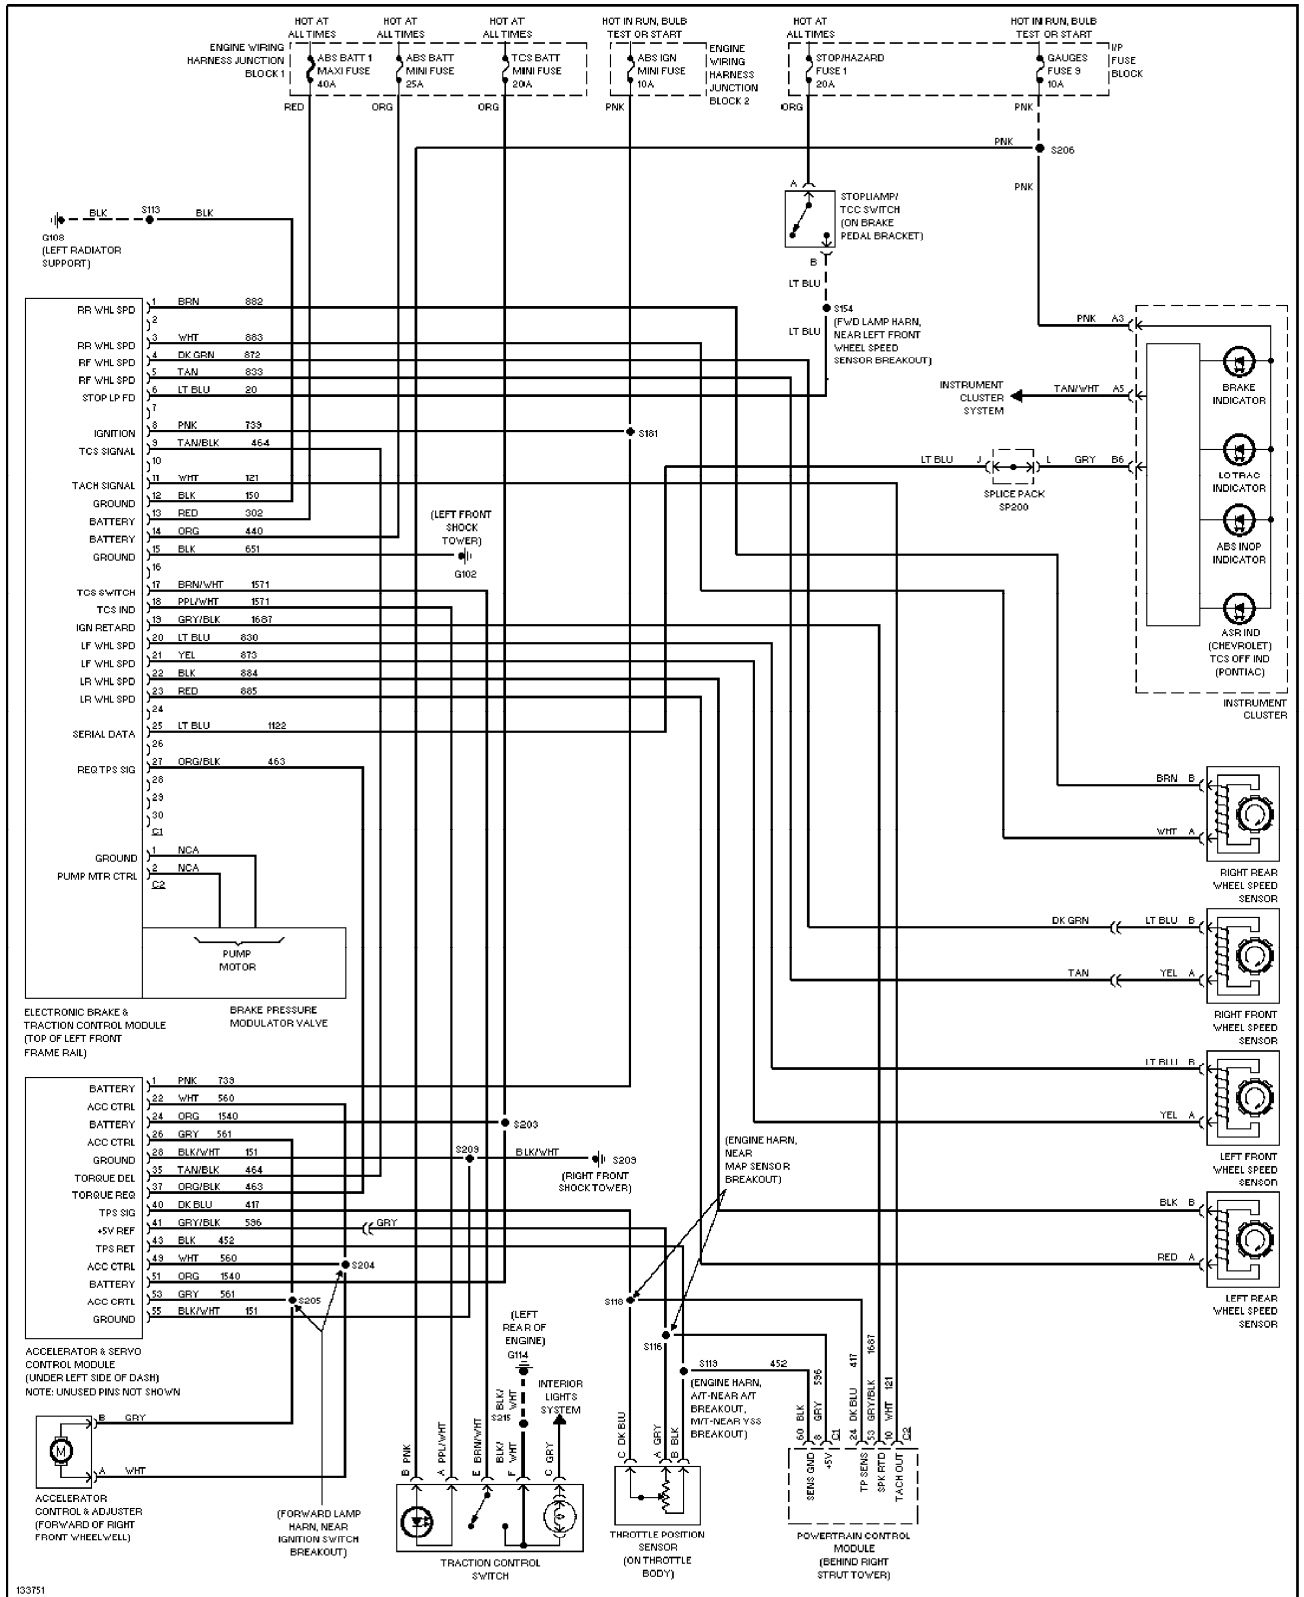 HOT AT
ALL TIMES
HOT AT
ALL TIMES
HOT AT
ALL TIMES
HOT IN RUN, BULB
TEST OR START
HOT AT
ALL TIMES
HOT IN RUN, BULB
TEST OR START
ENGINE WIRING
HARNESS JUNCTION
BLOCK 1
ABS BATT 1
MAXI FUSE
40A
ABS BATT
MINI FUSE
25A
TCS BATT
MINI FUSE
20A
ABS IGN
MINI FUSE
10A
ENGINE
WIRING
HARNESS
JUNCTION
BLOCK 2
STOP/HAZARD
FUSE 1
20A
GAUGES
FUSE 9
10A
I/P
FUSE
BLOCK
RED
ORG
ORG
PNK
ORG
PNK
PNK
S206
PNK
A
STOPLIAMP/
TCC SWITCH
(ON BRAKE
PEDAL BRACKET)
B
LT BLU
S154
(FWD LAMP HARN,
NEAR LEFT FRONT
WHEEL SPEED
SENSOR BREAKOUT)
LT BLU
BLK
S113
BLK
G108
(LEFT RADIATOR
SUPPORT)
RR WHL SPD 1 BRN 882
2
RR WHL SPD 3 WHT 883
RF WHL SPD 4 DK GRN 872
RF WHL SPD 5 TAN 833
STOP LP FD 6 LT BLU 20
7
IGNITION 8 PNK 739
TCS SIGNAL 9 TAN/BLK 464
10
TACH SIGNAL 11 WHT 121
GROUND 12 BLK 150
BATTERY 13 RED 302
BATTERY 14 ORG 440
GROUND 15 BLK 651
16
TCS SWITCH 17 BRN/WHT 1571
TCS IND 18 PPL/WHT 1571
IGN RETARD 19 GRY/BLK 1687
LF WHL SPD 20 LT BLU 830
LF WHL SPD 21 YEL 873
LR WHL SPD 22 BLK 884
LR WHL SPD 23 RED 885
24
SERIAL DATA 25 LT BLU 1122
26
REQ TPS SIG 27 ORG/BLK 463
28
29
30
C1
GROUND 1 NCA
PUMP MTR CTRL 2 NCA
C2
PUMP
MOTOR
ELECTRONIC BRAKE &
TRACTION CONTROL MODULE
(TOP OF LEFT FRONT
FRAME RAIL)
BRAKE PRESSURE
MODULATOR VALVE
S181
(LEFT FRONT
SHOCK
TOWER)
G102
PNK A3
INSTRUMENT
CLUSTER
SYSTEM
TAN/WHT A5
LT BLU J
L GRY B6
SPLICE PACK
SP200
BRAKE
INDICATOR
LO TRAC
INDICATOR
ABS INOP
INDICATOR
ASR IND
(CHEVROLET)
TCS OFF IND
(PONTIAC)
INSTRUMENT
CLUSTER
BRN B
WHT A
RIGHT REAR
WHEEL SPEED
SENSOR
DK GRN LT BLU B
TAN YEL A
RIGHT FRONT
WHEEL SPEED
SENSOR
LT BLU B
YEL A
LEFT FRONT
WHEEL SPEED
SENSOR
BLK B
RED A
LEFT REAR
WHEEL SPEED
SENSOR
BATTERY 1 PNK 739
ACC CTRL 22 WHT 560
BATTERY 24 ORG 1540
ACC CTRL 26 GRY 561
GROUND 28 BLK/WHT 151
TORQUE DEL 35 TAN/BLK 464
TORQUE REQ 37 ORG/BLK 463
TPS SIG 40 DK BLU 417
+5V REF 41 GRY/BLK 596
TPS RET 43 BLK 452
ACC CTRL 49 WHT 560
BATTERY 51 ORG 1540
ACC CRTL 53 GRY 561
GROUND 55 BLK/WHT 151
S203
S209
BLK/WHT
S209
(RIGHT FRONT
SHOCK TOWER)
GRY
S204
S205
ACCELERATOR & SERVO
CONTROL MODULE
(UNDER LEFT SIDE OF DASH)
NOTE: UNUSED PINS NOT SHOWN
(ENGINE HARN,
NEAR
MAP SENSOR
BREAKOUT)
S118
S116
S119 452
(ENGINE HARN,
A/T-NEAR A/T
BREAKOUT,
M/T-NEAR VSS
BREAKOUT)
(LEFT
REAR OF
ENGINE)
G114
INTERIOR
LIGHTS
SYSTEM
S215
BLK/
WHT
B GRY
M
A WHT
ACCELERATOR
CONTROL & ADJUSTER
(FORWARD OF RIGHT
FRONT WHEELWELL)
(FORWARD LAMP
HARN, NEAR
IGNITION SWITCH
BREAKOUT)
B PNK
A PPL/WHT
E BRN/WHT
BLK/
F WHT
C GRY
TRACTION CONTROL
SWITCH
C DK BLU
A GRY
B BLK
THROTTLE POSITION
SENSOR
(ON THROTTLE
BODY)
60 BLK
8 GRY 596
C1
24 DK BLU 417
53 GRY/BLK 1687
10 WHT 121
C2
SENS GND
+5V
TP SENS
SPK RTD
TACH OUT
POWERTRAIN CONTROL
MODULE
(BEHIND RIGHT
STRUT TOWER)
133751